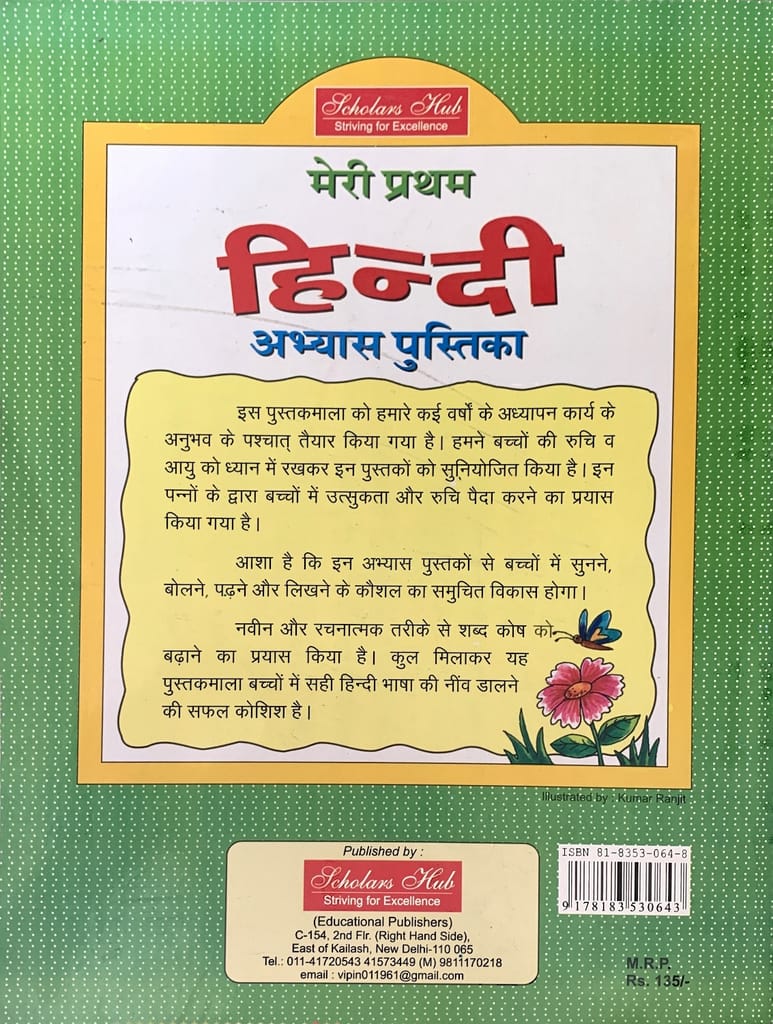 Scholars Hub
Striving for Excellence
मेरी प्रथम
हिन्दी
अभ्यास पुस्तिका
इस पुस्तकमाला को हमारे कई वर्षों के अध्यापन कार्य के
अनुभव के पश्चात् तैयार किया गया है। हमने बच्चों की रुचि व
आयु को ध्यान में रखकर इन पुस्तकों को सुनियोजित किया है। इन
पन्नों के द्वारा बच्चों में उत्सुकता और रुचि पैदा करने का प्रयास
किया गया है।
आशा है कि इन अभ्यास पुस्तकों से बच्चों में सुनने,
बोलने, पढ़ने और लिखने के कौशल का समुचित विकास होगा।
नवीन और रचनात्मक तरीके से शब्द कोष को
बढ़ाने का प्रयास किया है। कुल मिलाकर यह
पुस्तकमाला बच्चों में सही हिन्दी भाषा की नींव डालने
की सफल कोशिश है।
Illustrated by : Kumar Ranjit
Published by :
Scholars Hub
Striving for Excellence
(Educational Publishers)
C-154, 2nd Flr. (Right Hand Side),
East of Kailash, New Delhi-110 065
Tel.: 011-41720543 41573449 (M) 9811170218
email : vipin011961@gmail.com
ISBN 81-8353-064-8
9 178183 530643
M.R.P.
Rs. 135/-